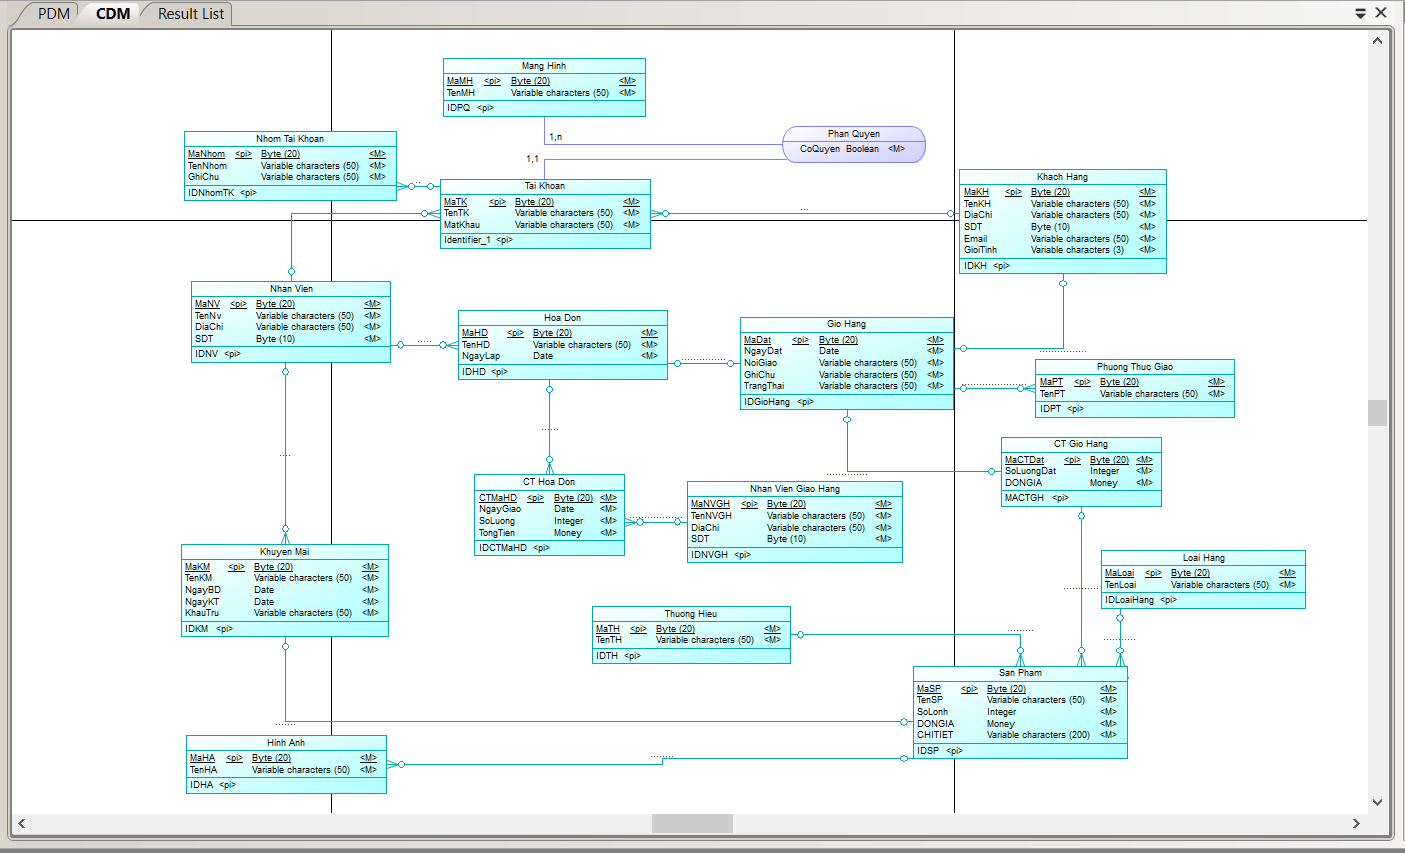 PDM CDM Result List
Mang Hinh
MaMH <pi> Byte (20) <M>
TenMH Variable characters (50) <M>
IDPQ <pi>
1,n
Phan Quyen
CoQuyen Boolean <M>
1,1
Nhom Tai Khoan
MaNhom <pi> Byte (20) <M>
TenNhom Variable characters (50) <M>
GhiChu Variable characters (50) <M>
IDNhomTK <pi>
Tai Khoan
MaTK <pi> Byte (20) <M>
TenTK Variable characters (50) <M>
MatKhau Variable characters (50) <M>
Identifier_1 <pi>
Khach Hang
MaKH <pi> Byte (20) <M>
TenKH Variable characters (50) <M>
DiaChi Variable characters (50) <M>
SDT Byte (10) <M>
Email Variable characters (50) <M>
GioiTinh Variable characters (3) <M>
IDKH <pi>
Nhan Vien
MaNV <pi> Byte (20) <M>
TenNv Variable characters (50) <M>
DiaChi Variable characters (50) <M>
SDT Byte (10) <M>
IDNV <pi>
Hoa Don
MaHD <pi> Byte (20) <M>
TenHD Variable characters (50) <M>
NgayLap Date <M>
IDHD <pi>
Gio Hang
MaDat <pi> Byte (20) <M>
NgayDat Date <M>
NoiGiao Variable characters (50) <M>
GhiChu Variable characters (50) <M>
TrangThai Variable characters (50) <M>
IDGioHang <pi>
Phuong Thuc Giao
MaPT <pi> Byte (20) <M>
TenPT Variable characters (50) <M>
IDPT <pi>
CT Gio Hang
MaCTDat <pi> Byte (20) <M>
SoLuongDat Integer <M>
DONGIA Money <M>
MACTGH <pi>
CT Hoa Don
CTMaHD <pi> Byte (20) <M>
NgayGiao Date <M>
SoLuong Integer <M>
TongTien Money <M>
IDCTMaHD <pi>
Nhan Vien Giao Hang
MaNVGH <pi> Byte (20) <M>
TenNVGH Variable characters (50) <M>
DiaChi Variable characters (50) <M>
SDT Byte (10) <M>
IDNVGH <pi>
Khuyen Mai
MaKM <pi> Byte (20) <M>
TenKM Variable characters (50) <M>
NgayBD Date <M>
NgayKT Date <M>
KhauTru Variable characters (50) <M>
IDKM <pi>
Loai Hang
MaLoai <pi> Byte (20) <M>
TenLoai Variable characters (50) <M>
IDLoaiHang <pi>
Thuong Hieu
MaTH <pi> Byte (20) <M>
TenTH Variable characters (50) <M>
IDTH <pi>
San Pham
MaSP <pi> Byte (20) <M>
TenSP Variable characters (50) <M>
SoLonh Integer <M>
DONGIA Money <M>
CHITIET Variable characters (200) <M>
IDSP <pi>
Hinh Anh
MaHA <pi> Byte (20) <M>
TenHA Variable characters (50) <M>
IDHA <pi>